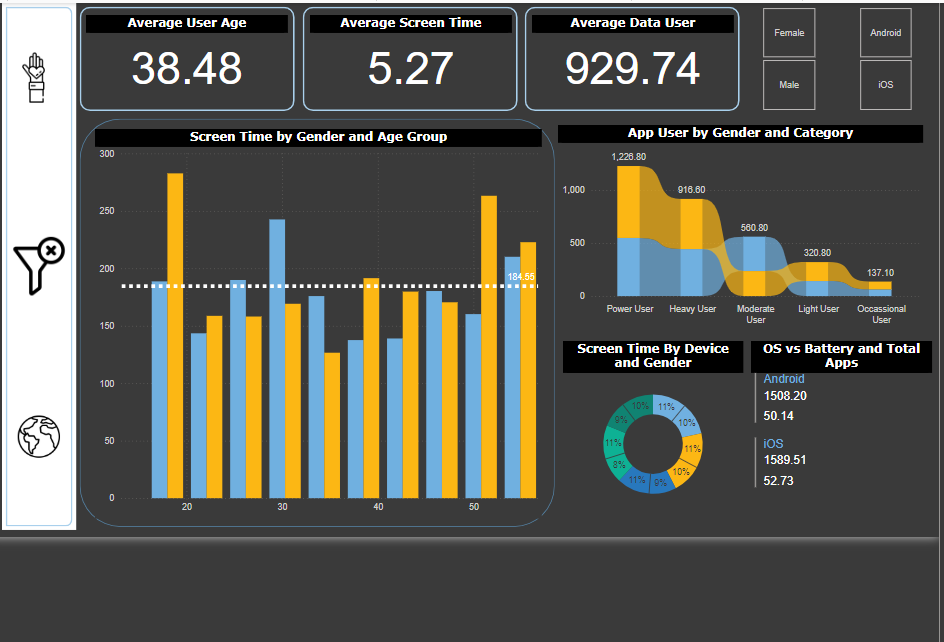 Average User Age
38.48
Average Screen Time
5.27
Average Data User
929.74
Female
Android
Male
iOS
Screen Time by Gender and Age Group
300
250
200
150
100
50
0
184.55
20
30
40
50
App User by Gender and Category
1,226.80
916.60
560.80
320.80
137.10
1,000
500
0
Power User
Heavy User
Moderate
User
Light User
Occassional
User
Screen Time By Device
and Gender
10%
11%
10%
11%
10%
9%
11%
8%
11%
9%
OS vs Battery and Total
Apps
Android
1508.20
50.14
iOS
1589.51
52.73